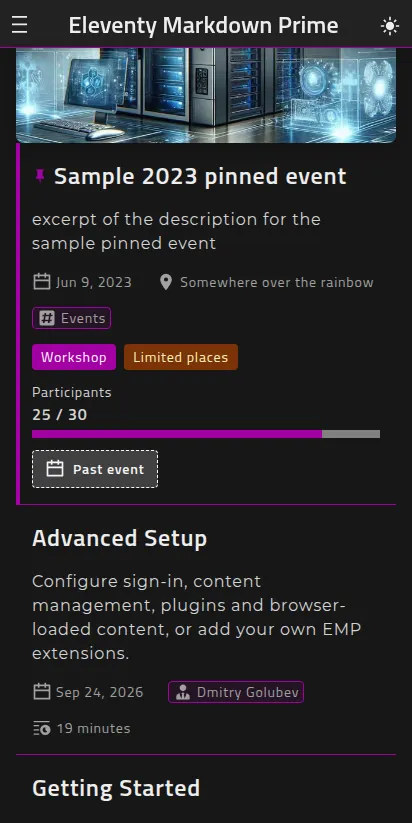 Eleventy Markdown Prime
Sample 2023 pinned event
excerpt of the description for the
sample pinned event
Jun 9, 2023 Somewhere over the rainbow
Events
Workshop Limited places
Participants
25 / 30
Past event
Advanced Setup
Configure sign-in, content
management, plugins and browser-
loaded content, or add your own EMP
extensions.
Sep 24, 2026 Dmitry Golubev
19 minutes
Getting Started